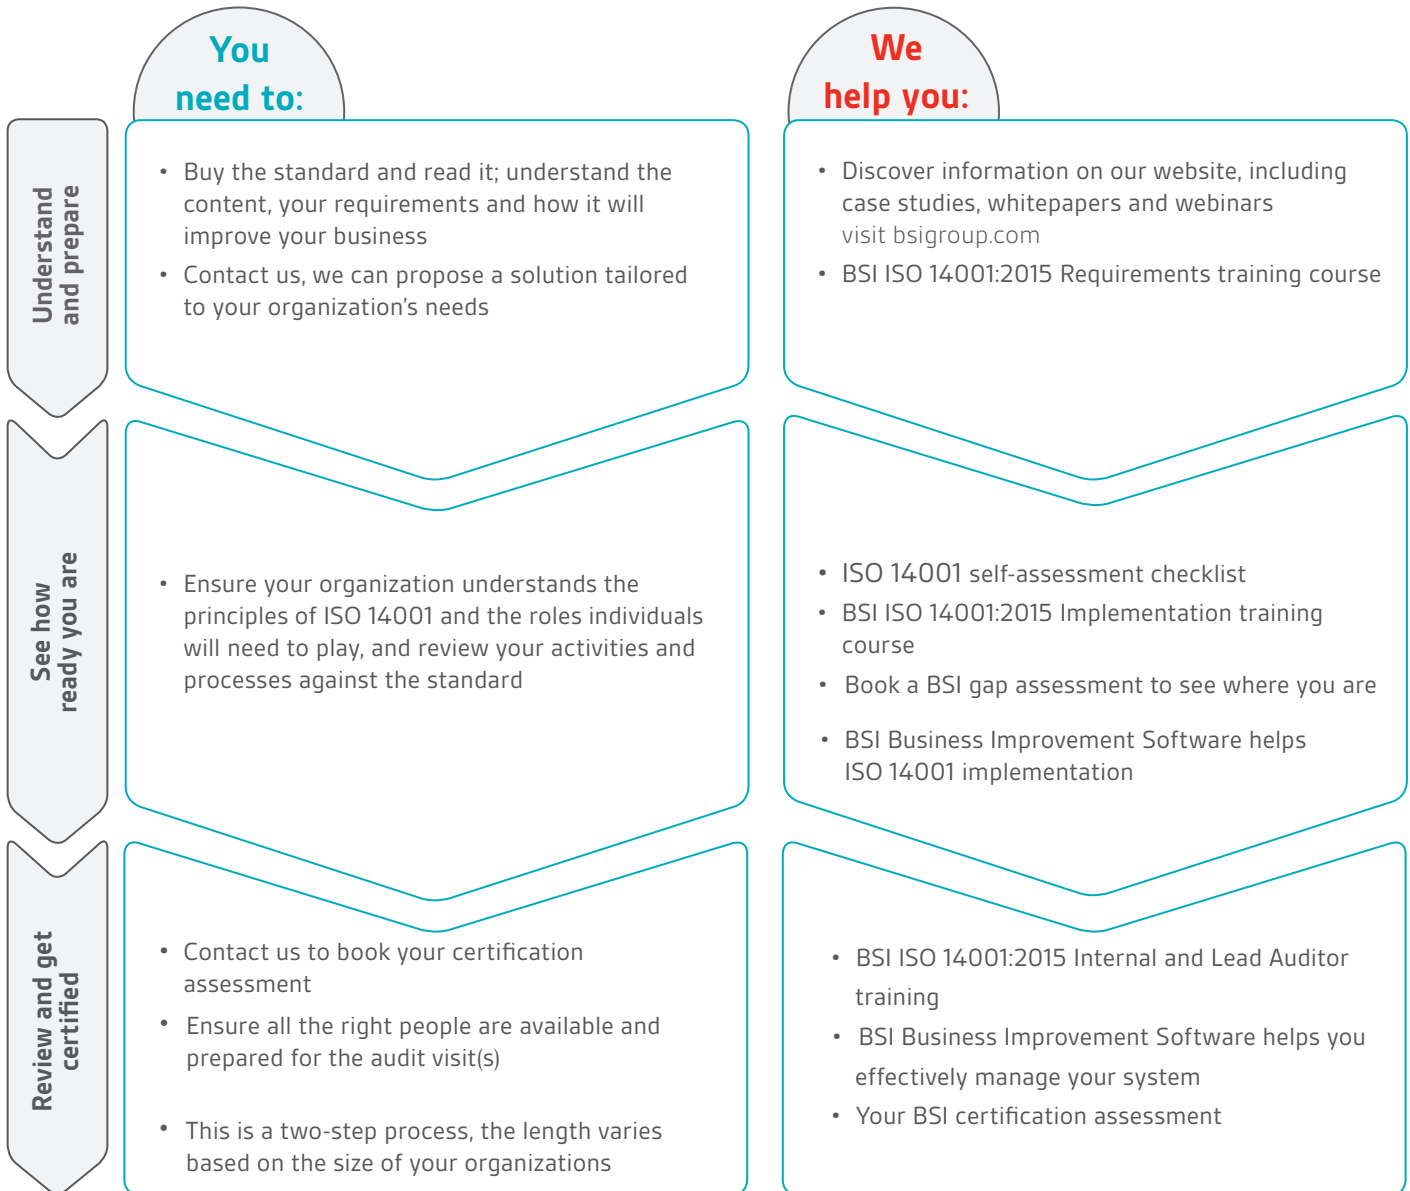 You
need to:
We
help you:
Understand
and prepare
• Buy the standard and read it; understand the
content, your requirements and how it will
improve your business
• Contact us, we can propose a solution tailored
to your organization's needs
• Discover information on our website, including
case studies, whitepapers and webinars
visit bsigroup.com
• BSI ISO 14001:2015 Requirements training course
See how
ready you are
• Ensure your organization understands the
principles of ISO 14001 and the roles individuals
will need to play, and review your activities and
processes against the standard
• ISO 14001 self-assessment checklist
• BSI ISO 14001:2015 Implementation training
course
• Book a BSI gap assessment to see where you are
• BSI Business Improvement Software helps
ISO 14001 implementation
Review and get
certified
• Contact us to book your certification
assessment
• Ensure all the right people are available and
prepared for the audit visit(s)
• This is a two-step process, the length varies
based on the size of your organizations
• BSI ISO 14001:2015 Internal and Lead Auditor
training
• BSI Business Improvement Software helps you
effectively manage your system
• Your BSI certification assessment